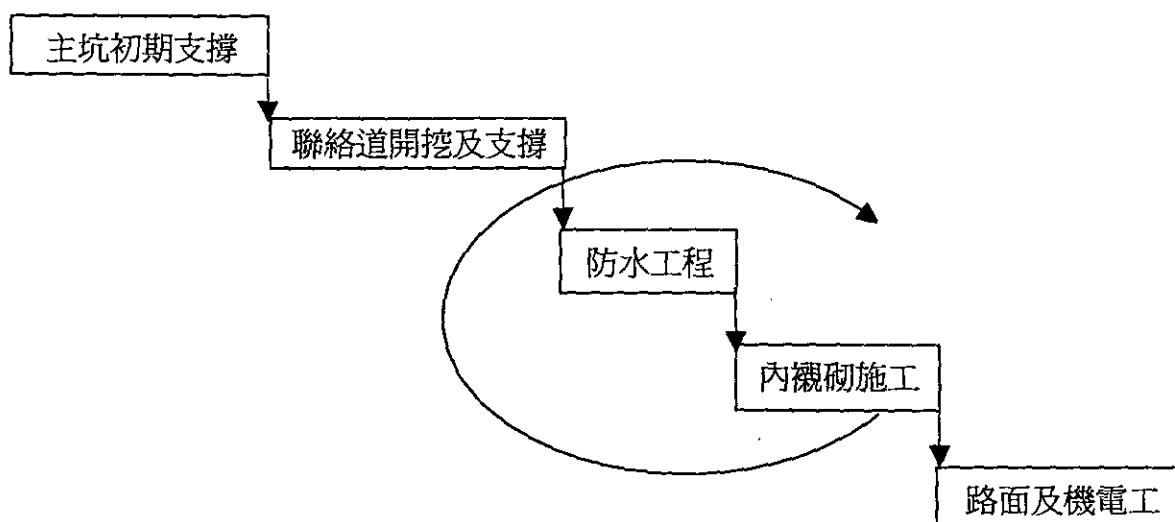 主坑初期支撐
聯絡道開挖及支撐
防水工程
內襯砌施工
路面及機電工